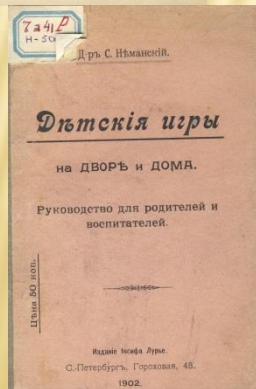 7а41Р
Д-ръ С. Нѣманскій.
Дѣтскія игры
на ДВОРѢ и ДОМА.
Руководство для родителей и
воспитателей.
Цѣна 50 коп.
Изданіе Іосифа Лурье.
С.-Петербургъ, Гороховая, 48.
1902.